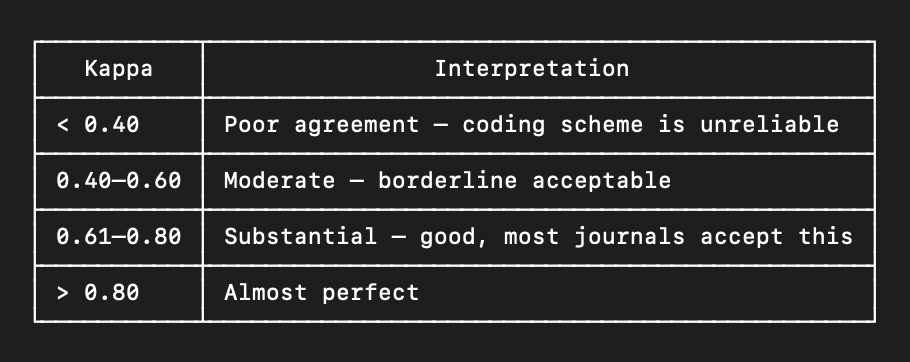 Kappa Interpretation
< 0.40 Poor agreement — coding scheme is unreliable
0.40–0.60 Moderate — borderline acceptable
0.61–0.80 Substantial — good, most journals accept this
> 0.80 Almost perfect